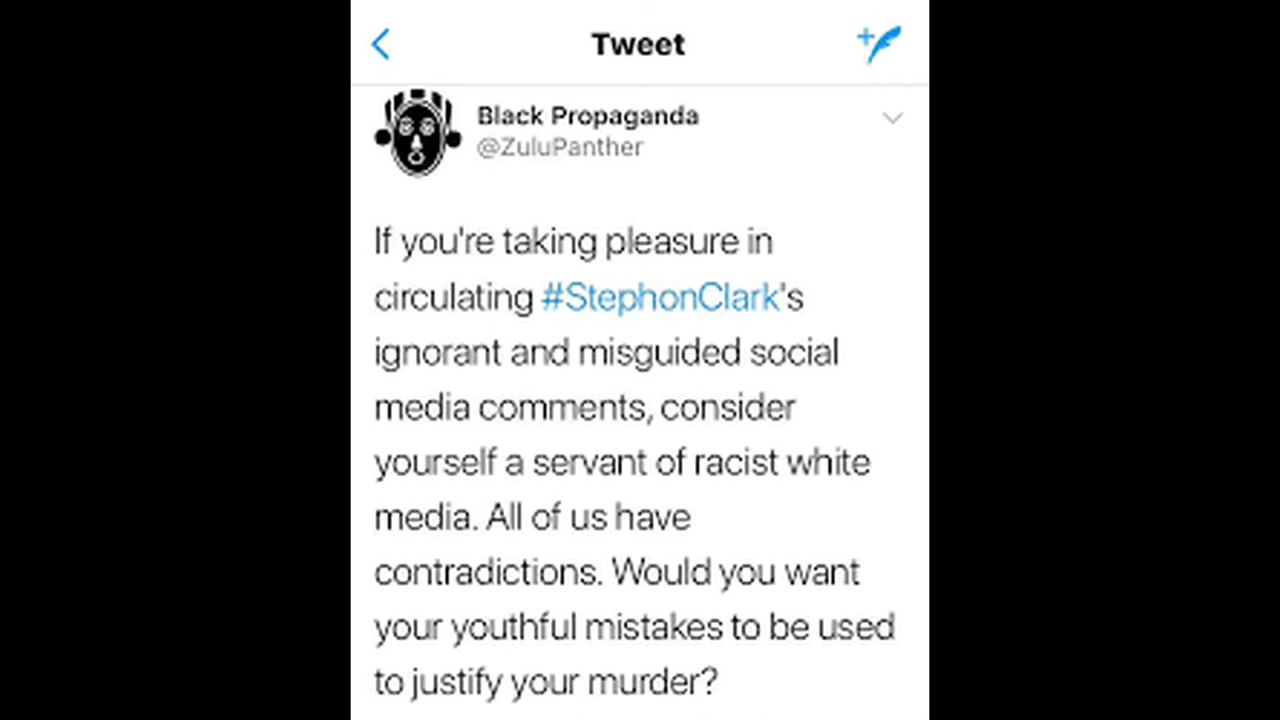 Tweet
Black Propaganda
@ZuluPanther
If you're taking pleasure in
circulating #StephonClark's
ignorant and misguided social
media comments, consider
yourself a servant of racist white
media. All of us have
contradictions. Would you want
your youthful mistakes to be used
to justify your murder?